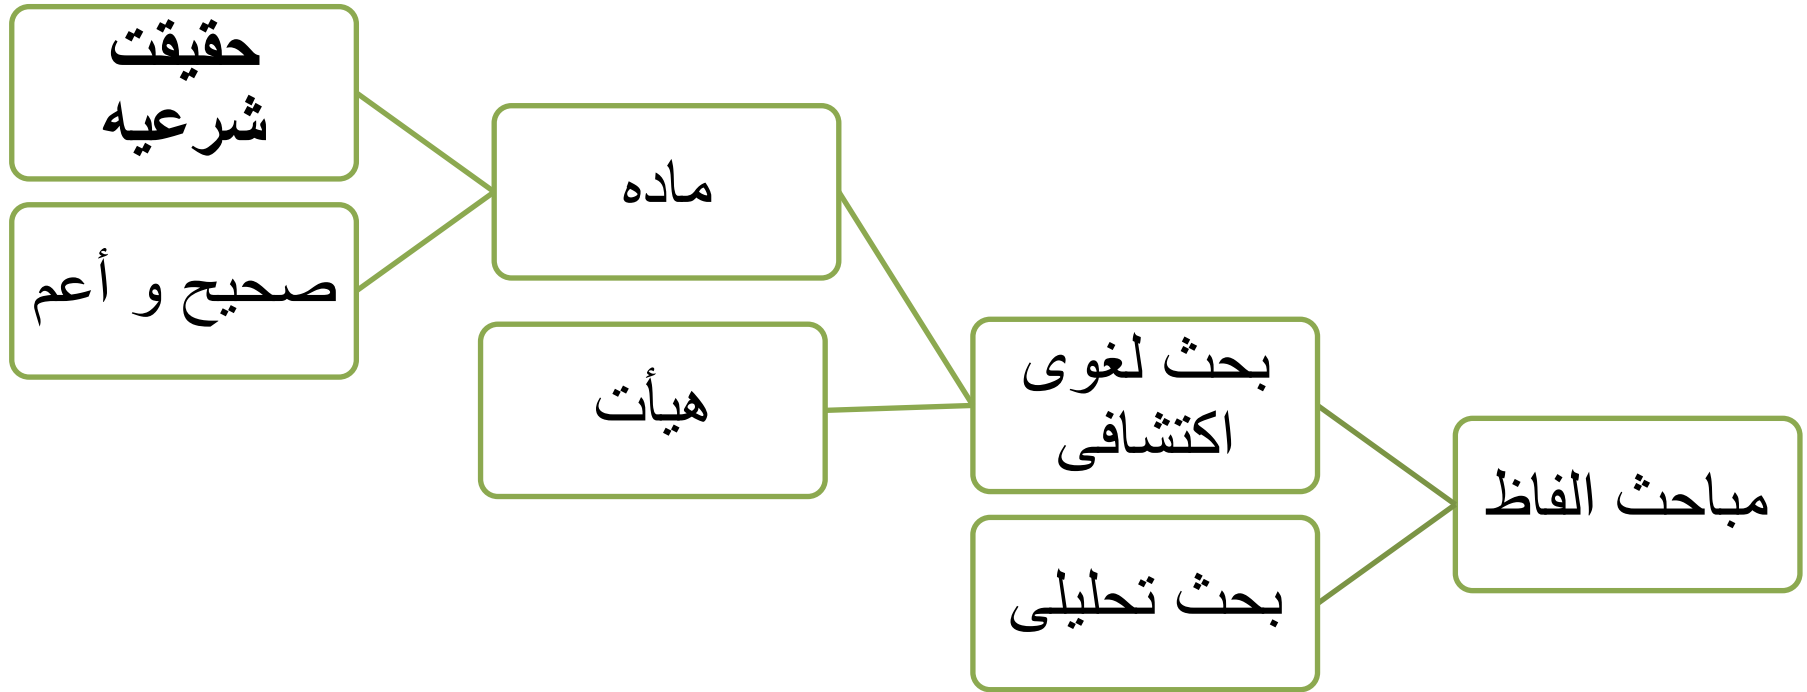 مباحث الفاظ
بحث لغوی
اکتشافی
بحث تحلیلی
ماده
هیأت
حقیقت
شرعیه
صحیح و أعم